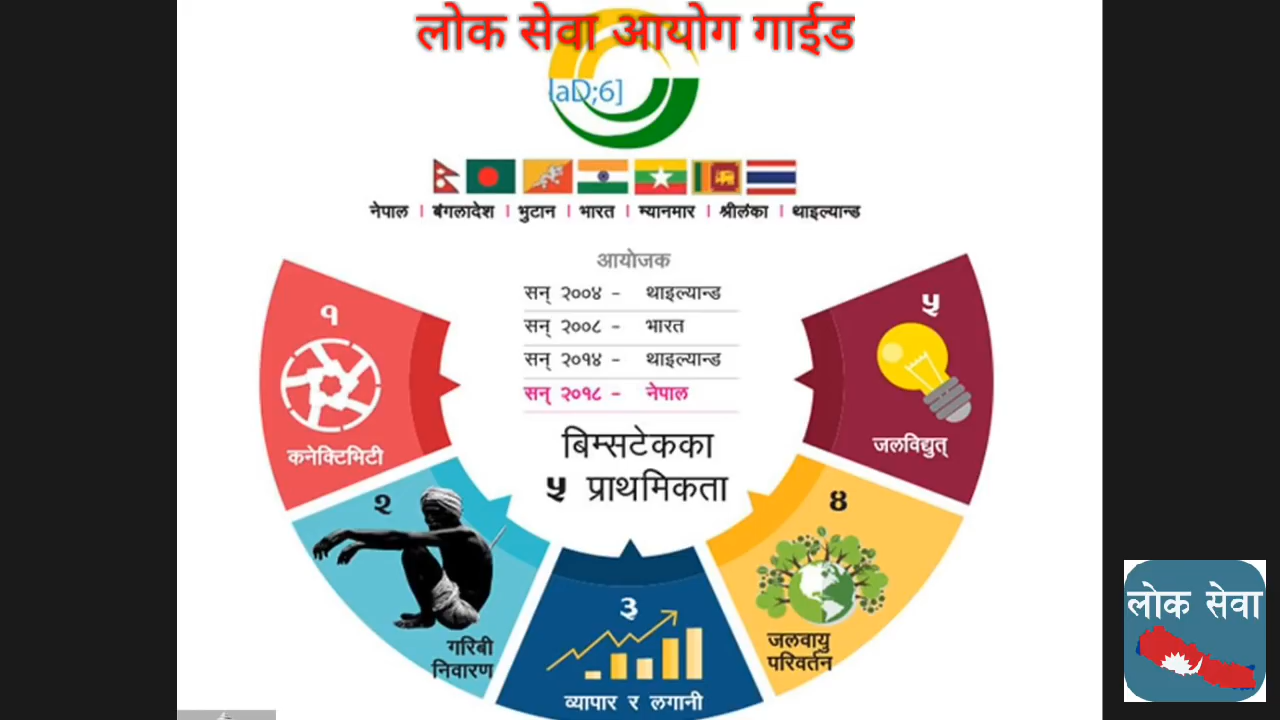 लोक सेवा आयोग गाईड
[aD;6]
नेपाल । बंगलादेश । भुटान । भारत । म्यानमार । श्रीलंका । थाइल्यान्ड
आयोजक
सन् २००४ - थाइल्यान्ड
सन् २००८ - भारत
सन् २०१४ - थाइल्यान्ड
सन् २०१८ - नेपाल
बिम्सटेकका
५ प्राथमिकता
१
कनेक्टिभिटी
२
गरिबी
निवारण
३
व्यापार र लगानी
४
जलवायु
परिवर्तन
५
जलविद्युत्
लोक सेवा